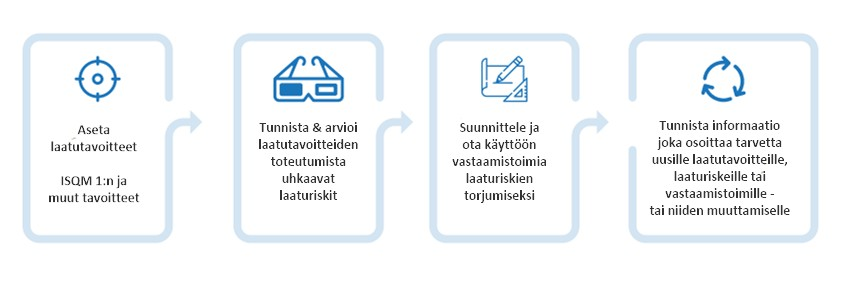 Aseta
laatutavoitteet
ISQM 1:n ja
muut tavoitteet
Tunnista & arvioi
laatutavoitteiden
toteutumista
uhkaavat
laaturiskit
Suunnittele ja
ota käyttöön
vastaamistoimia
laaturiskien
torjumiseksi
Tunnista informaatio
joka osoittaa tarvetta
uusille laatutavoitteille,
laaturiskeille tai
vastaamistoimille -
tai niiden muuttamiselle